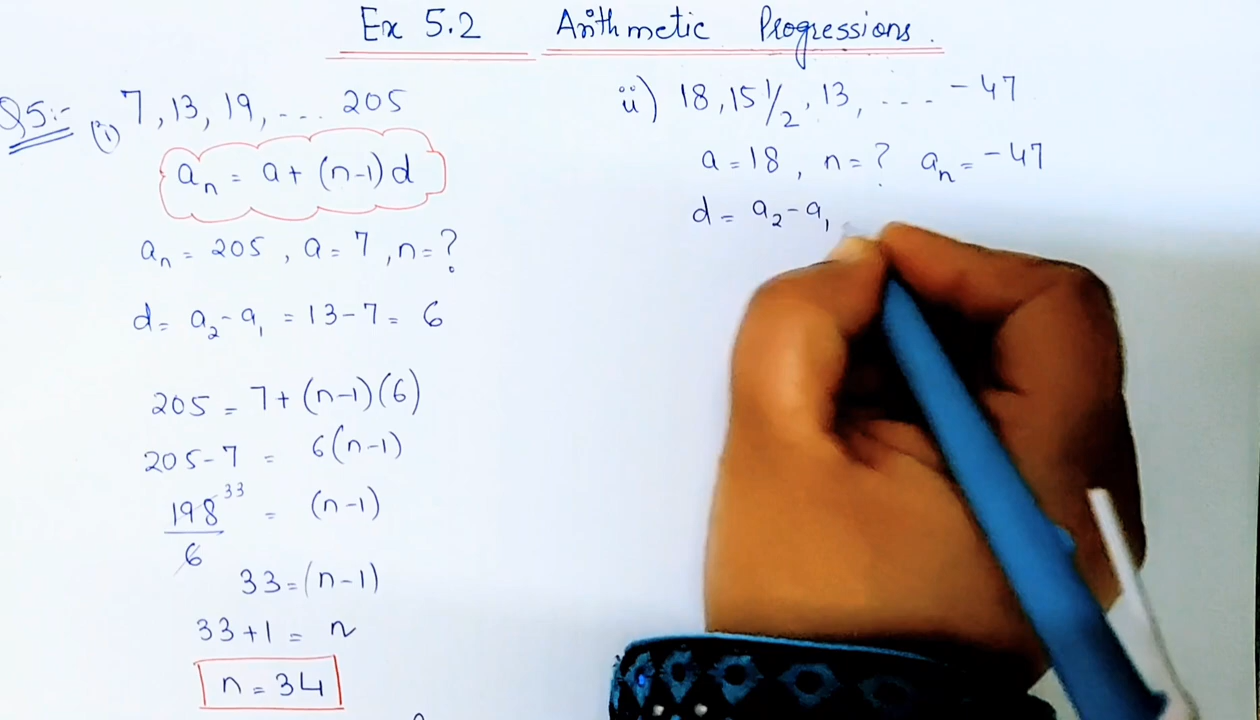 Ex 5.2 Arithmetic Progressions.
Q5:- (i) 7, 13, 19, ... 205
aₙ = a + (n-1) d
aₙ = 205, a = 7, n = ?
d = a₂ - a₁ = 13 - 7 = 6
205 = 7 + (n-1)(6)
205 - 7 = 6(n-1)
198/6 ³³ = (n-1)
33 = (n-1)
33 + 1 = n
n = 34
ii) 18, 15 1/2, 13, .... -47
a = 18, n = ? aₙ = -47
d = a₂ - a₁